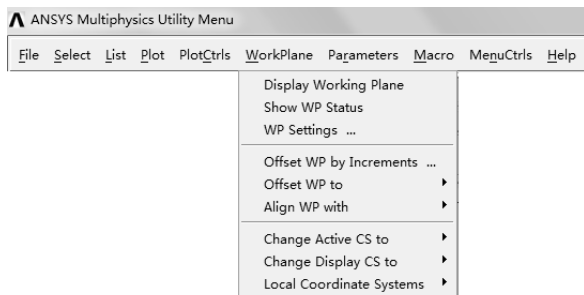 ANSYS Multiphysics Utility Menu
File Select List Plot PlotCtrls WorkPlane Parameters Macro MenuCtrls Help
Display Working Plane
Show WP Status
WP Settings ...
Offset WP by Increments ...
Offset WP to
Align WP with
Change Active CS to
Change Display CS to
Local Coordinate Systems